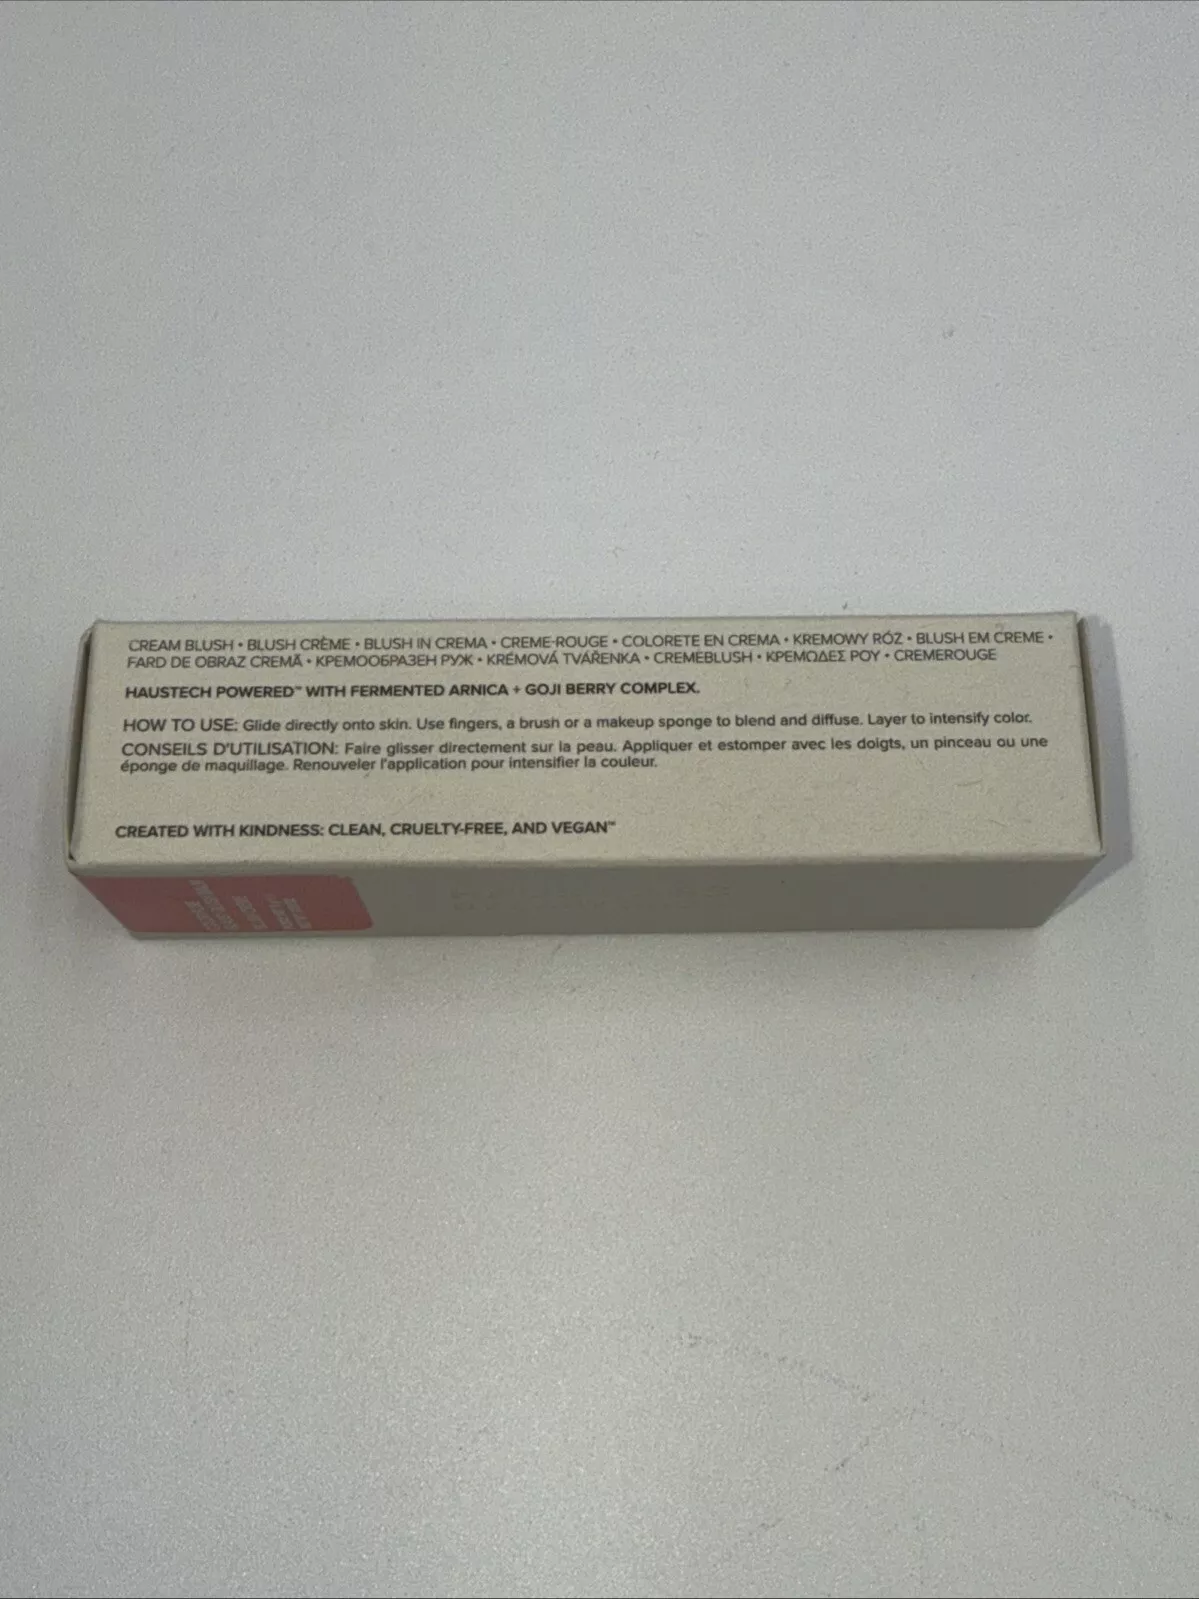 CREAM BLUSH • BLUSH CRÈME • BLUSH IN CREMA • CREME-ROUGE • COLORETE EN CREMA • KREMOWY RÓŻ • BLUSH EM CREME •
FARD DE OBRAZ CREMĂ • КРЕМООБРАЗЕН РУЖ • KRÉMOVÁ TVÁŘENKA • CREMEBLUSH • ΚΡΕΜΩΔΕΣ ΡΟΥ • CREMEROUGE
HAUSTECH POWERED™ WITH FERMENTED ARNICA + GOJI BERRY COMPLEX.
HOW TO USE: Glide directly onto skin. Use fingers, a brush or a makeup sponge to blend and diffuse. Layer to intensify color.
CONSEILS D'UTILISATION: Faire glisser directement sur la peau. Appliquer et estomper avec les doigts, un pinceau ou une
éponge de maquillage. Renouveler l'application pour intensifier la couleur.
CREATED WITH KINDNESS: CLEAN, CRUELTY-FREE, AND VEGAN™